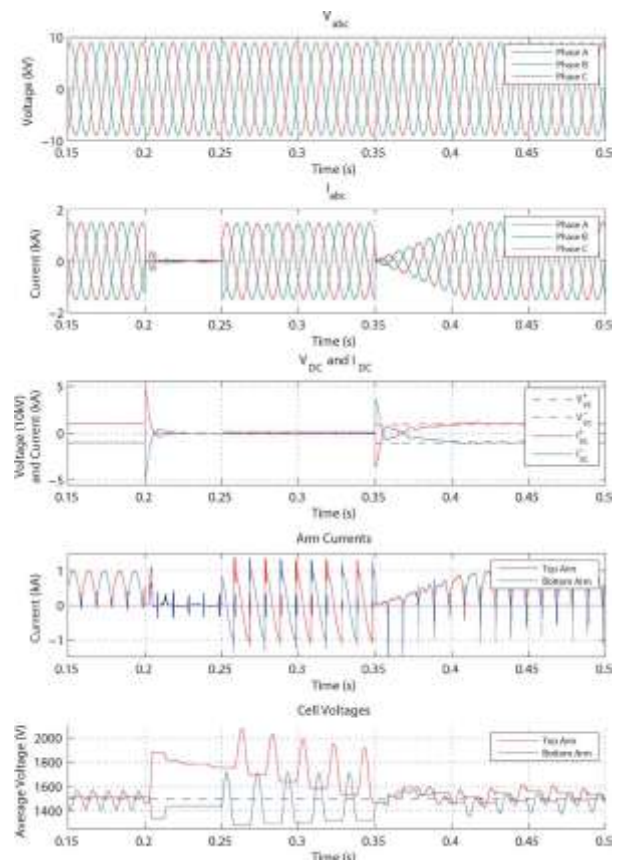 V abc
10
0
−10
Voltage (kV)
Phase A
Phase B
Phase C
0.15 0.2 0.25 0.3 0.35 0.4 0.45 0.5
Time (s)
I abc
2
0
−2
Current (kA)
Phase A
Phase B
Phase C
0.15 0.2 0.25 0.3 0.35 0.4 0.45 0.5
Time (s)
V DC and I DC
5
0
−5
Voltage (10kV)
and Current (kA)
0.15 0.2 0.25 0.3 0.35 0.4 0.45 0.5
Time (s)
Arm Currents
1
0
−1
Current (kA)
Top Arm
Bottom Arm
0.15 0.2 0.25 0.3 0.35 0.4 0.45 0.5
Time (s)
Cell Voltages
2000
1800
1600
1400
Average Voltage (V)
Top Arm
Bottom Arm
0.15 0.2 0.25 0.3 0.35 0.4 0.45 0.5
Time (s)